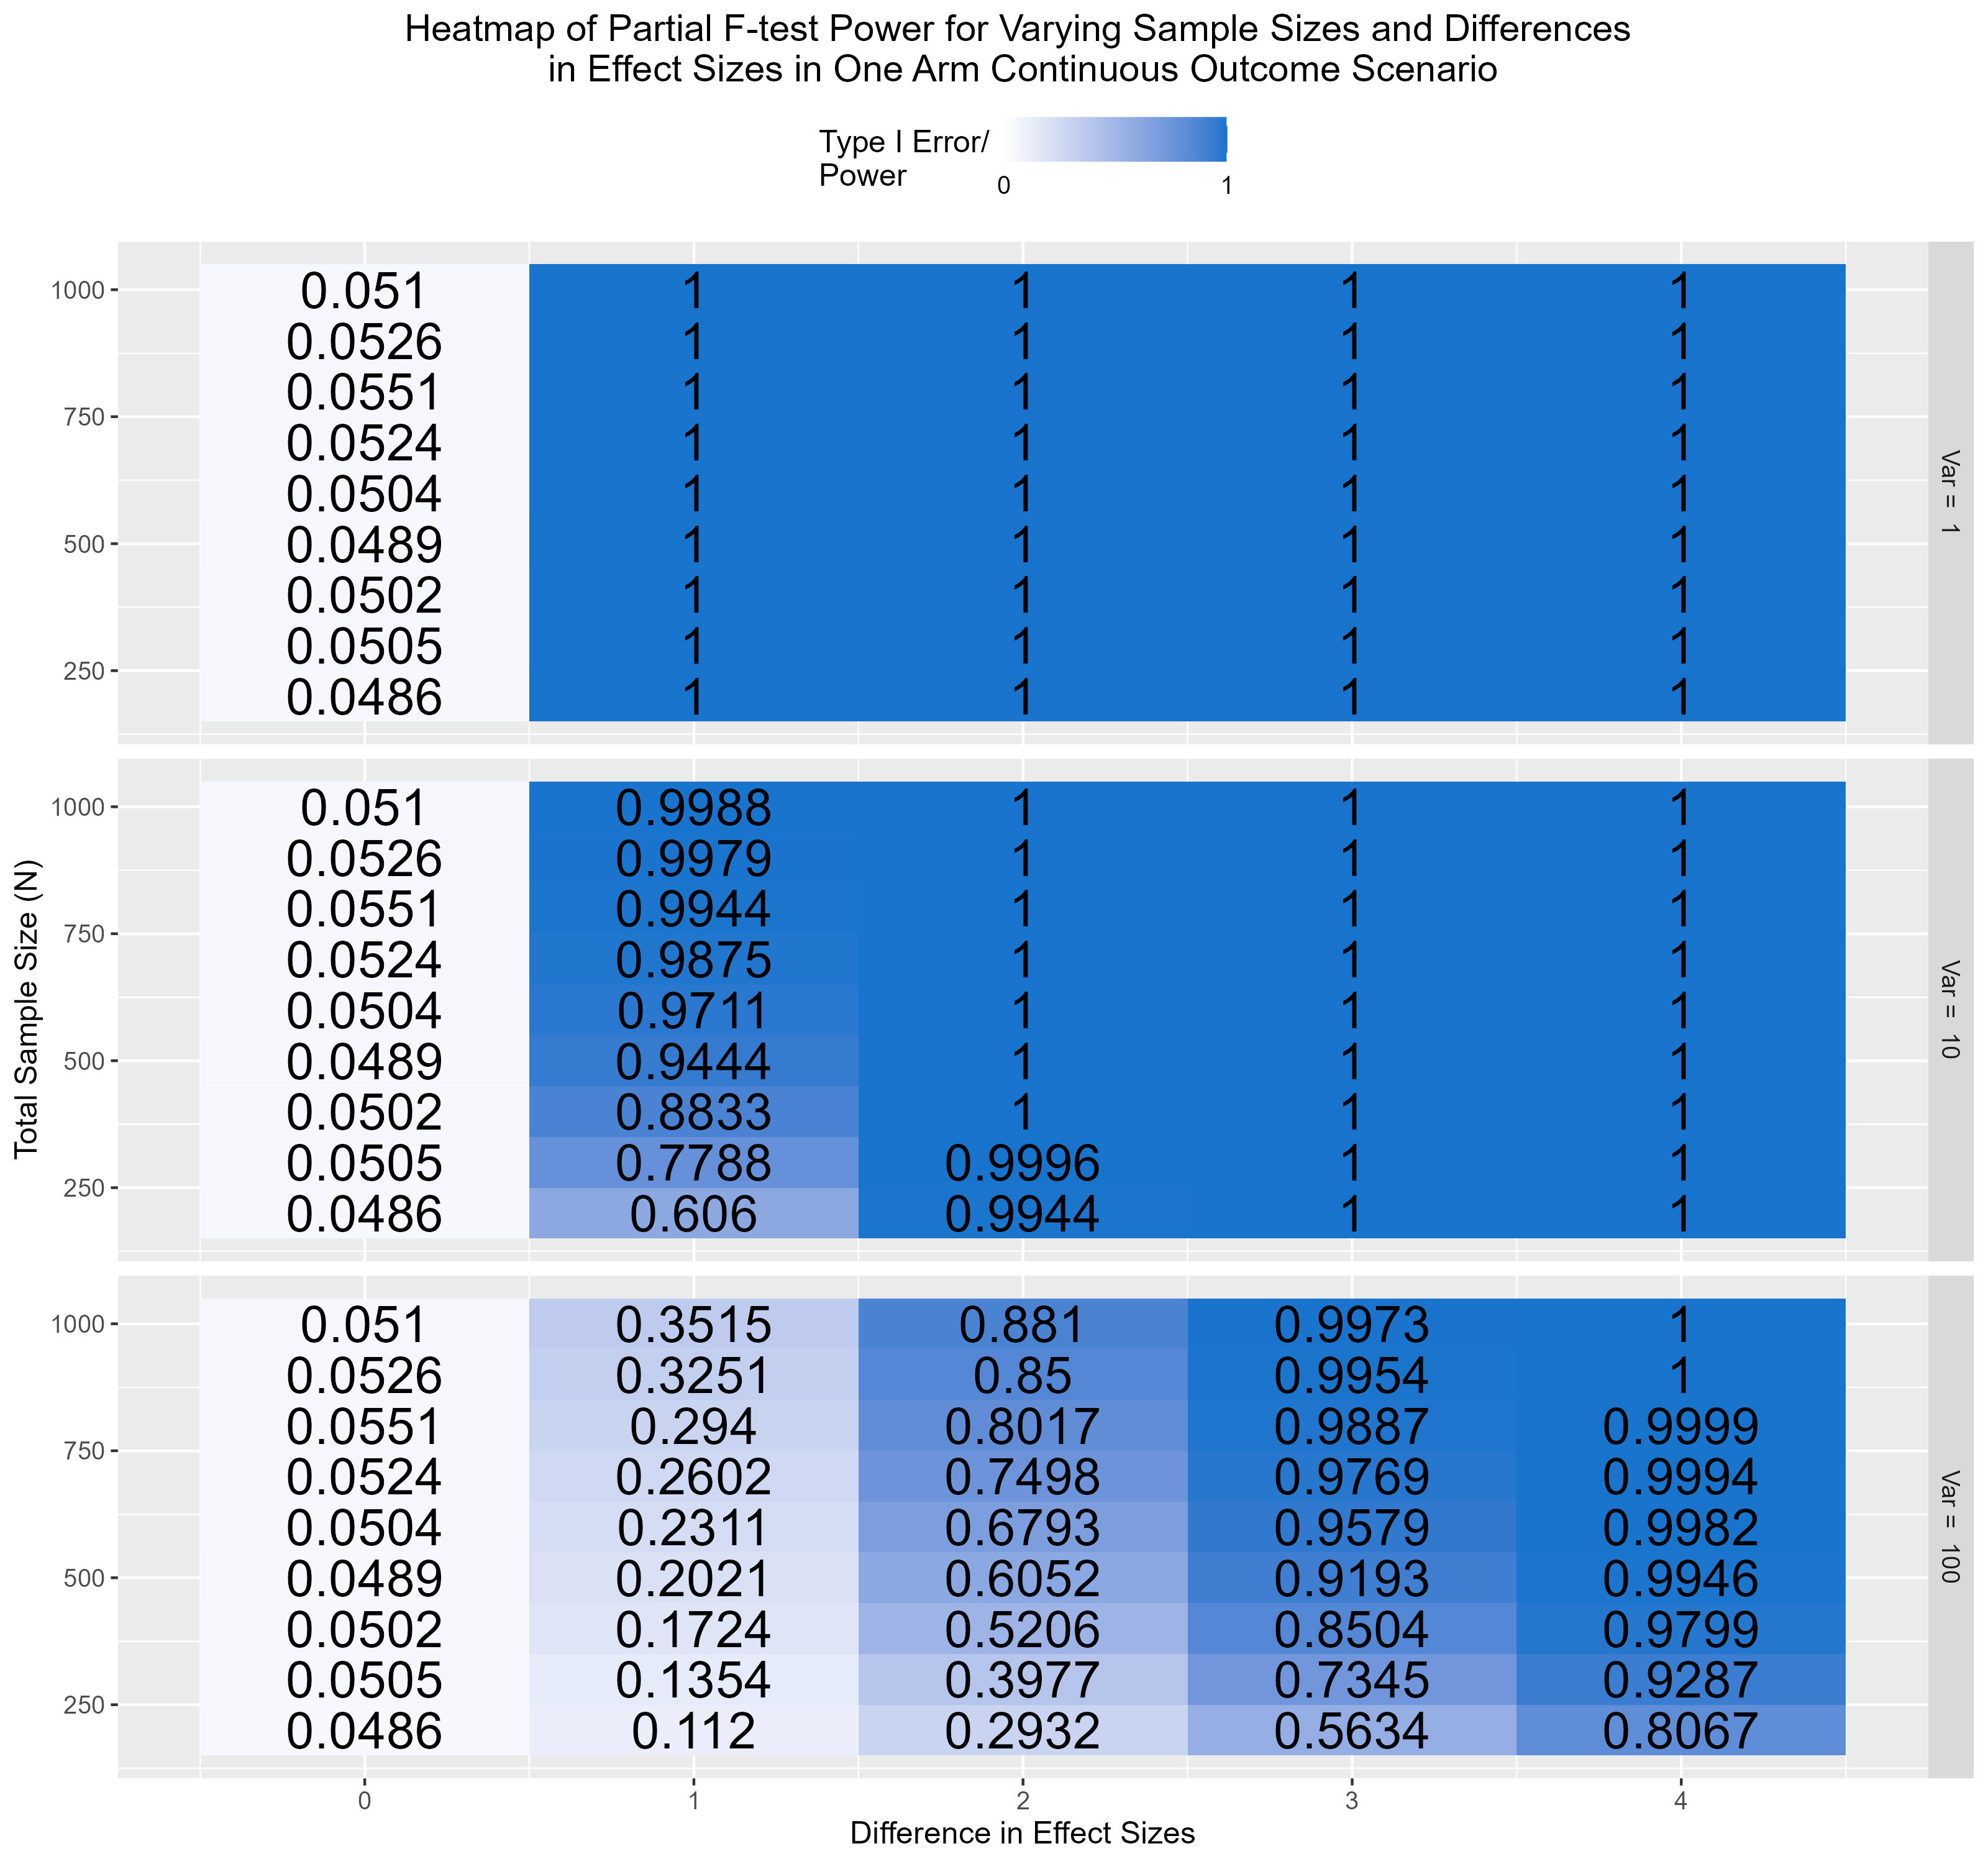 Heatmap of Partial F-test Power for Varying Sample Sizes and Differences
in Effect Sizes in One Arm Continuous Outcome Scenario
Type I Error/
Power
0 1
Total Sample Size (N)
1000 0.051 1 1 1 1
0.0526 1 1 1 1
0.0551 1 1 1 1
750
0.0524 1 1 1 1
0.0504 1 1 1 1
500 0.0489 1 1 1 1
0.0502 1 1 1 1
0.0505 1 1 1 1
250
0.0486 1 1 1 1
Var = 1
1000 0.051 0.9988 1 1 1
0.0526 0.9979 1 1 1
0.0551 0.9944 1 1 1
750
0.0524 0.9875 1 1 1
0.0504 0.9711 1 1 1
500 0.0489 0.9444 1 1 1
0.0502 0.8833 1 1 1
0.0505 0.7788 0.9996 1 1
250
0.0486 0.606 0.9944 1 1
Var = 10
1000 0.051 0.3515 0.881 0.9973 1
0.0526 0.3251 0.85 0.9954 1
0.0551 0.294 0.8017 0.9887 0.9999
750
0.0524 0.2602 0.7498 0.9769 0.9994
0.0504 0.2311 0.6793 0.9579 0.9982
500 0.0489 0.2021 0.6052 0.9193 0.9946
0.0502 0.1724 0.5206 0.8504 0.9799
0.0505 0.1354 0.3977 0.7345 0.9287
250
0.0486 0.112 0.2932 0.5634 0.8067
Var = 100
0 1 2 3 4
Difference in Effect Sizes